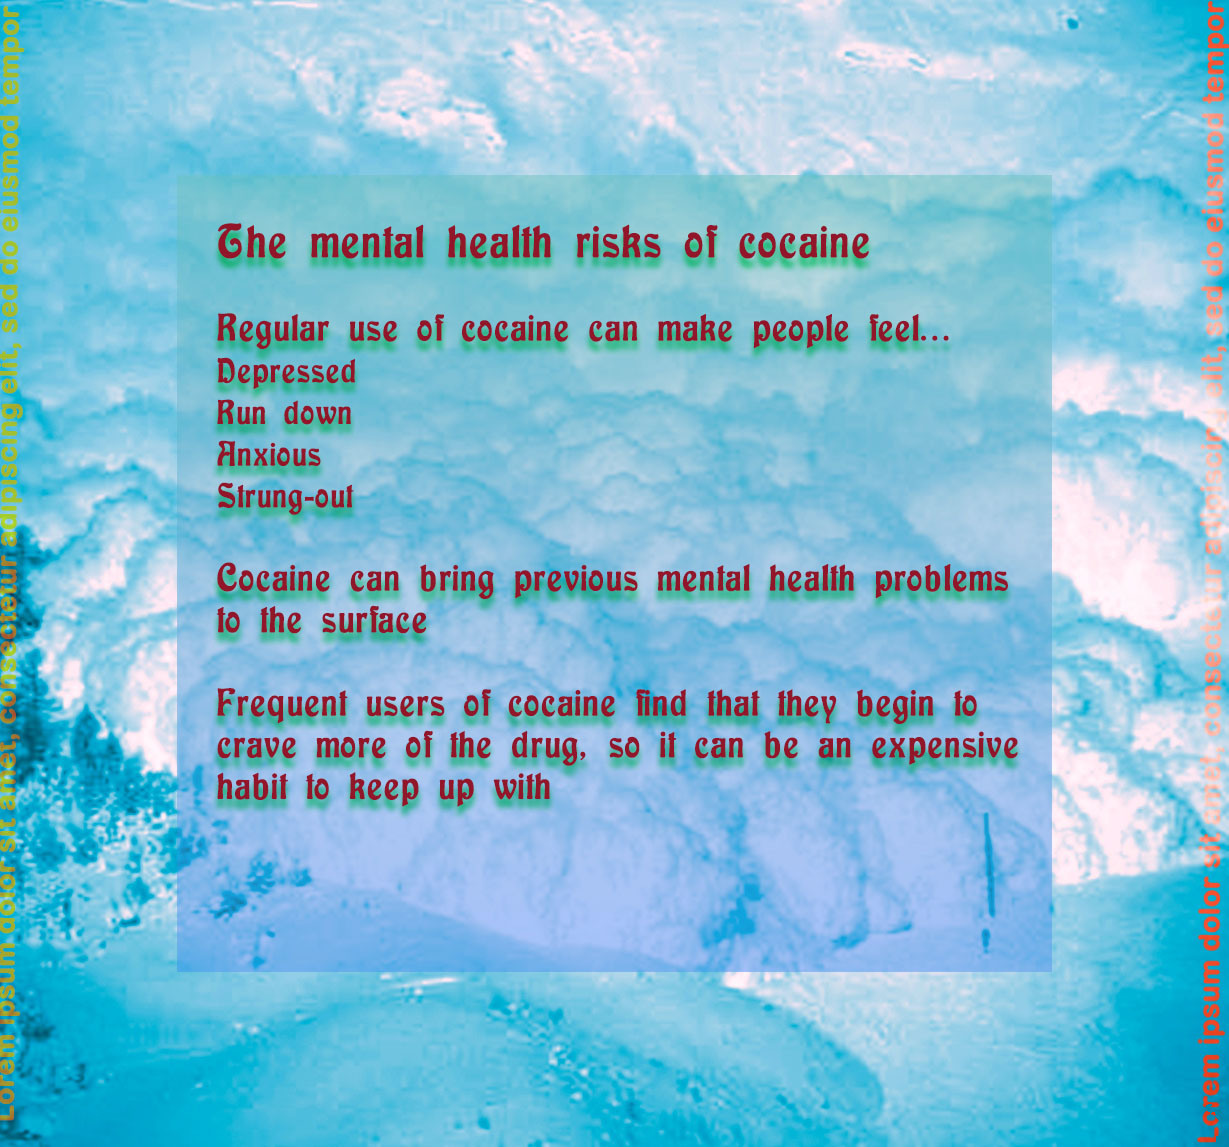 The mental health risks of cocaine
Regular use of cocaine can make people feel...
Depressed
Run down
Anxious
Strung-out
Cocaine can bring previous mental health problems
to the surface
Frequent users of cocaine find that they begin to
crave more of the drug, so it can be an expensive
habit to keep up with
Lorem ipsum dolor sit amet, consectetur adipiscing elit, sed do eiusmod tempor
Lorem ipsum dolor sit amet, consectetur adipiscing elit, sed do eiusmod tempor